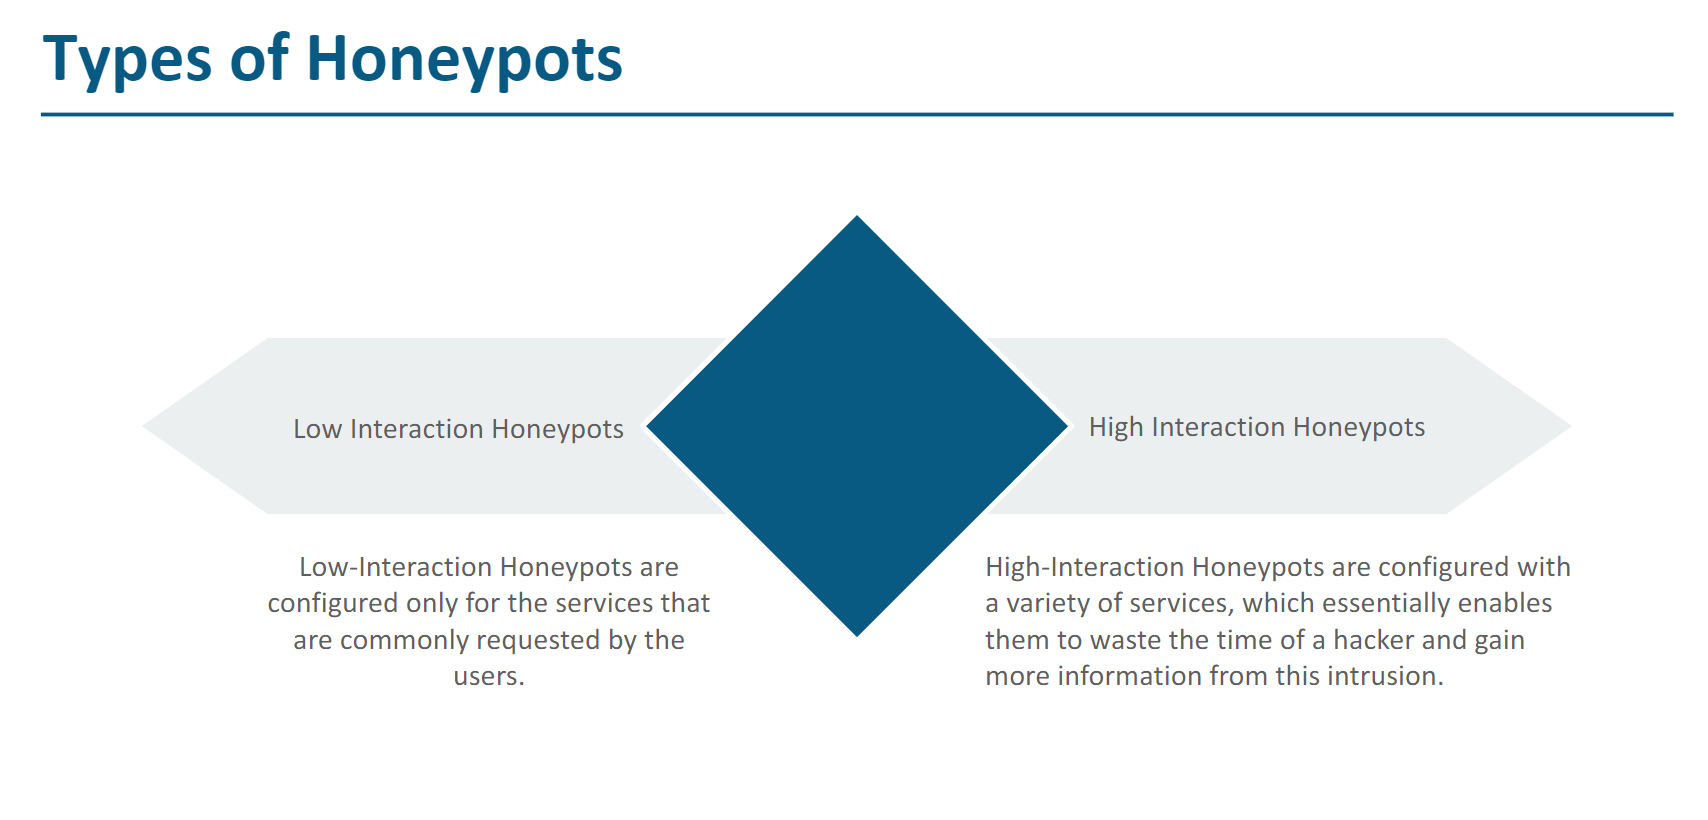 Types of Honeypots
Low Interaction Honeypots
High Interaction Honeypots
Low-Interaction Honeypots are
configured only for the services that
are commonly requested by the
users.
High-Interaction Honeypots are configured with
a variety of services, which essentially enables
them to waste the time of a hacker and gain
more information from this intrusion.